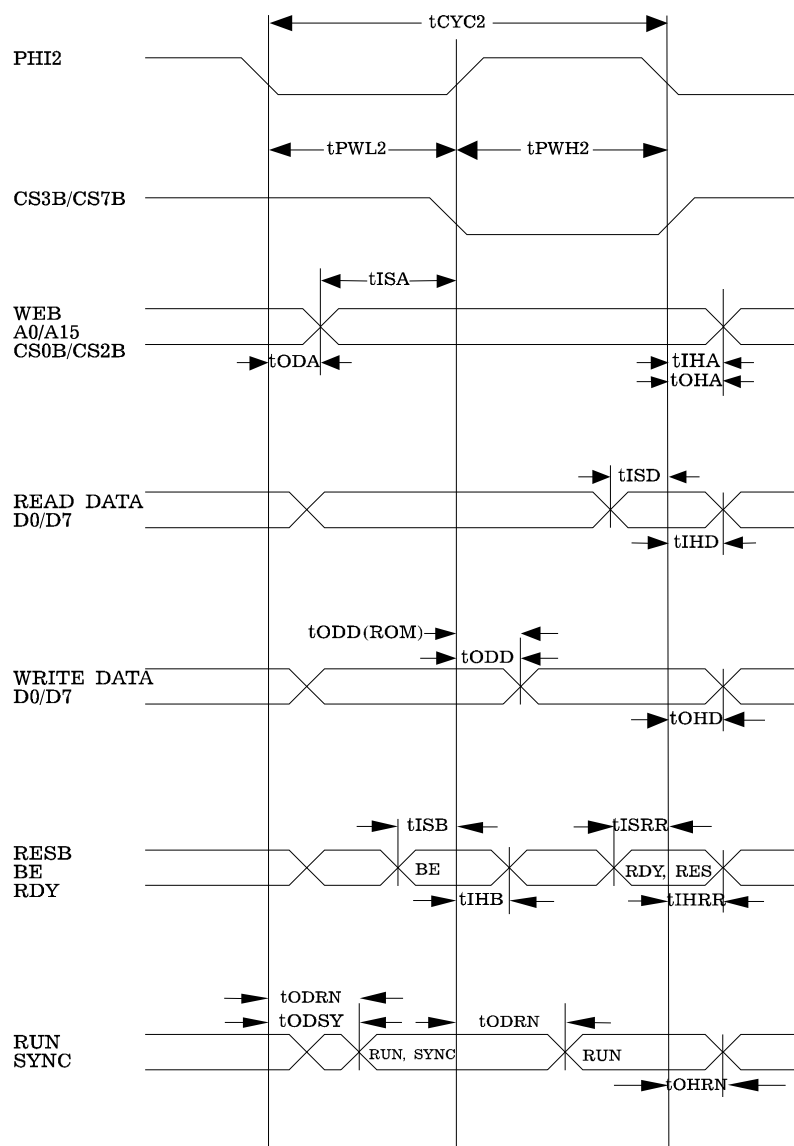 tCYC2
PHI2
tPWL2 tPWH2
CS3B/CS7B
tISA
WEB
A0/A15
CS0B/CS2B
tODA tIHA
tOHA
tISD
READ DATA
D0/D7
tIHD
tODD(ROM)
tODD
WRITE DATA
D0/D7
tOHD
tISB tISRR
RESB
BE
RDY
BE RDY, RES
tIHB tIHRR
tODRN
tODSY tODRN
RUN
SYNC
RUN, SYNC RUN
tOHRN